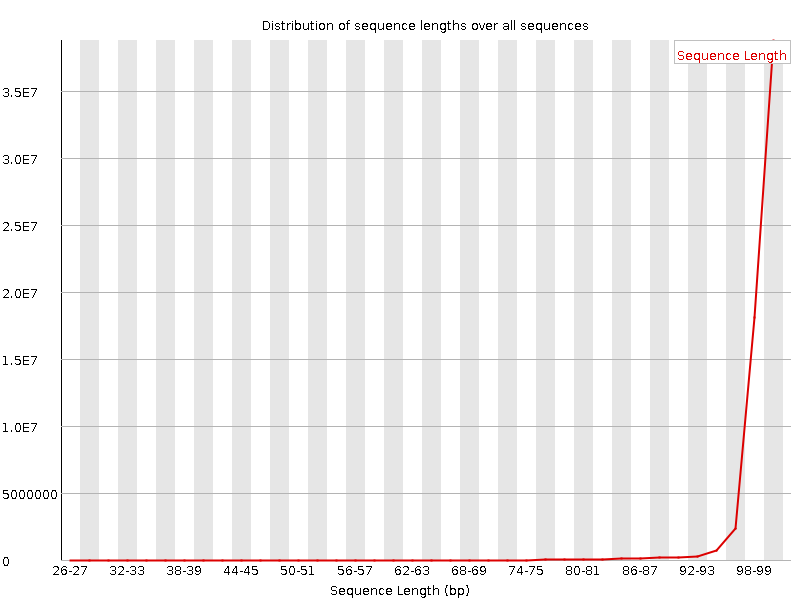 Distribution of sequence lengths over all sequences
Sequence Length
3.5E7
3.0E7
2.5E7
2.0E7
1.5E7
1.0E7
5000000
0
26-27 32-33 38-39 44-45 50-51 56-57 62-63 68-69 74-75 80-81 86-87 92-93 98-99
Sequence Length (bp)